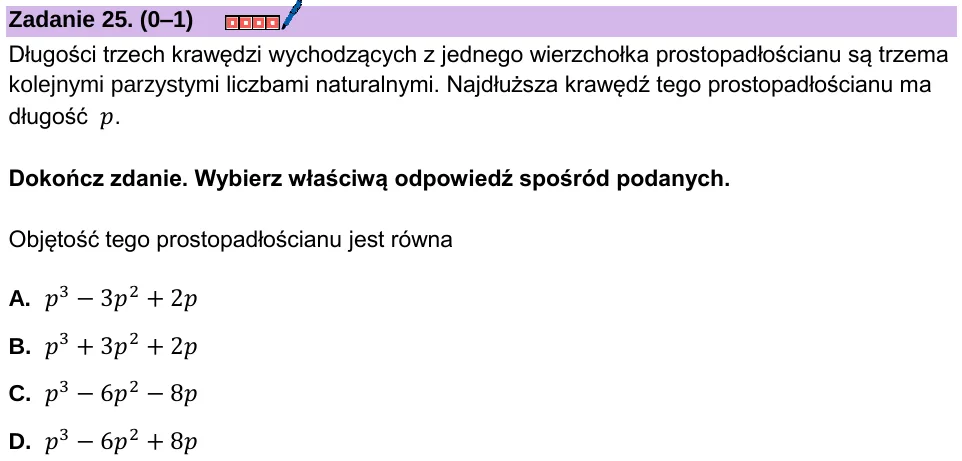 Zadanie 25. (0–1)
Długości trzech krawędzi wychodzących z jednego wierzchołka prostopadłościanu są trzema
kolejnymi parzystymi liczbami naturalnymi. Najdłuższa krawędź tego prostopadłościanu ma
długość p.
Dokończ zdanie. Wybierz właściwą odpowiedź spośród podanych.
Objętość tego prostopadłościanu jest równa
A. p³ − 3p² + 2p
B. p³ + 3p² + 2p
C. p³ − 6p² − 8p
D. p³ − 6p² + 8p